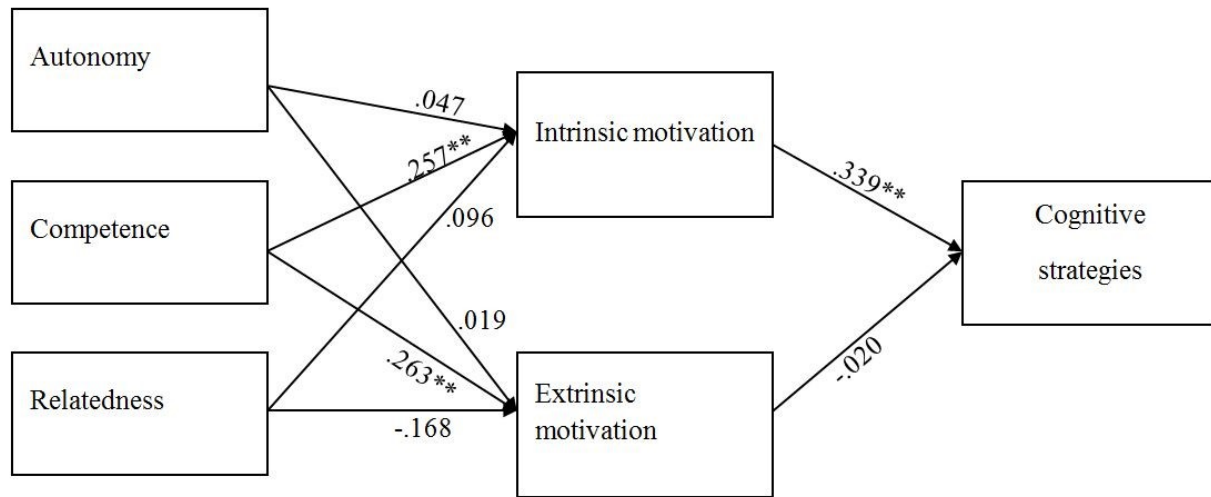 Autonomy
.047
Intrinsic motivation
.257**
.339**
Competence
.096
Cognitive
strategies
.019
.263**
-.020
Relatedness
-.168
Extrinsic
motivation